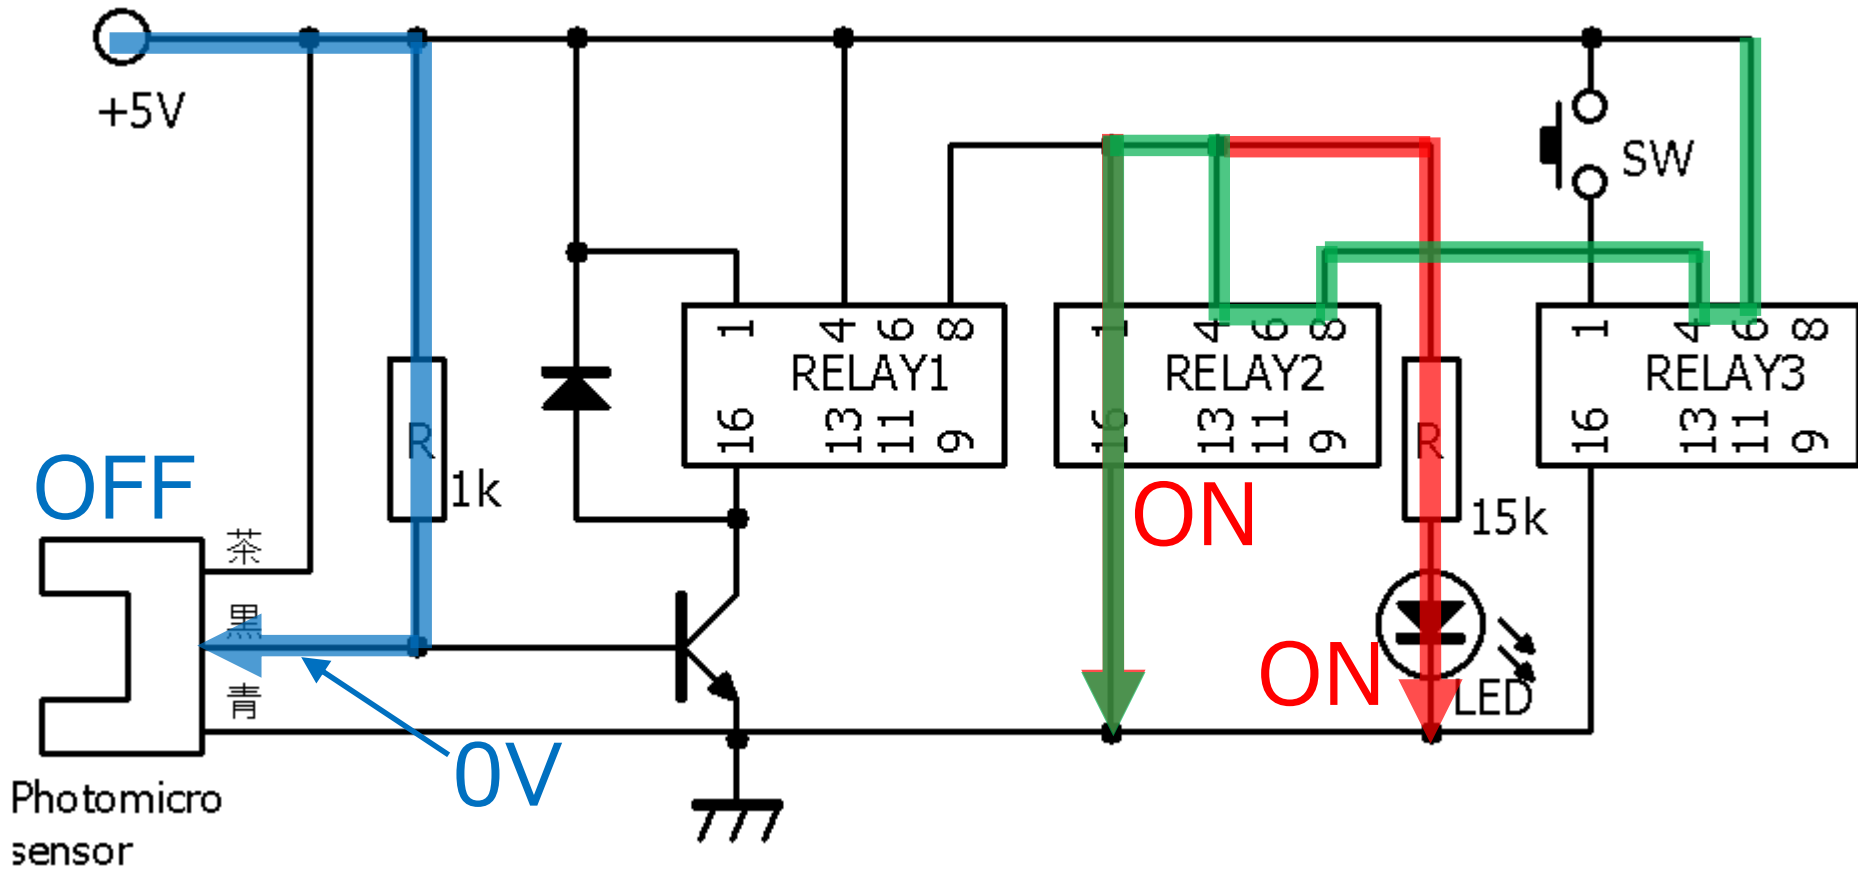 +5V
SW
1 4 6 8
RELAY1
16 13 11 9
1 4 6 8
RELAY2
16 13 11 9
1 4 6 8
RELAY3
16 13 11 9
R
1k
R
15k
OFF
ON
茶
黒
青
ON
LED
0V
Photomicro
sensor